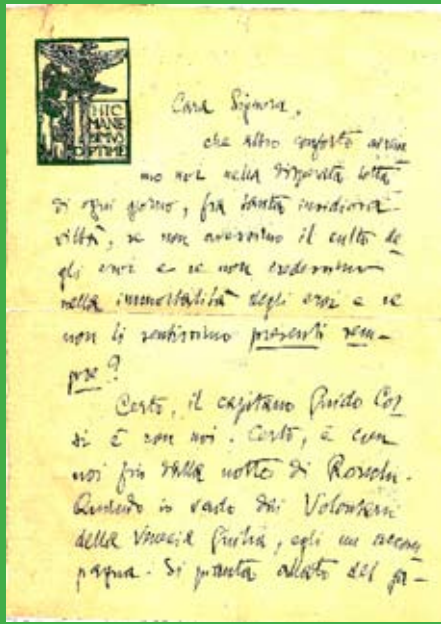 HIC
MANE
BIMVS
OPTIME
Cara Signora,
che altro conforto avrem
mo noi nella disperata lotta
di ogni giorno, fra tanta insidiosa
viltà, se non avessimo il culto de
gli eroi e se non credessimo
nella immortalità degli eroi e se
non li sentissimo presenti sem-
pre?
Certo, il capitano Guido Cor
si è con noi. Certo, è con
noi fin dalla notte di Ronchi.
Quando io vado dai Volontari
della Venezia Giulia, egli mi accom
pagna. Si pianta allato del